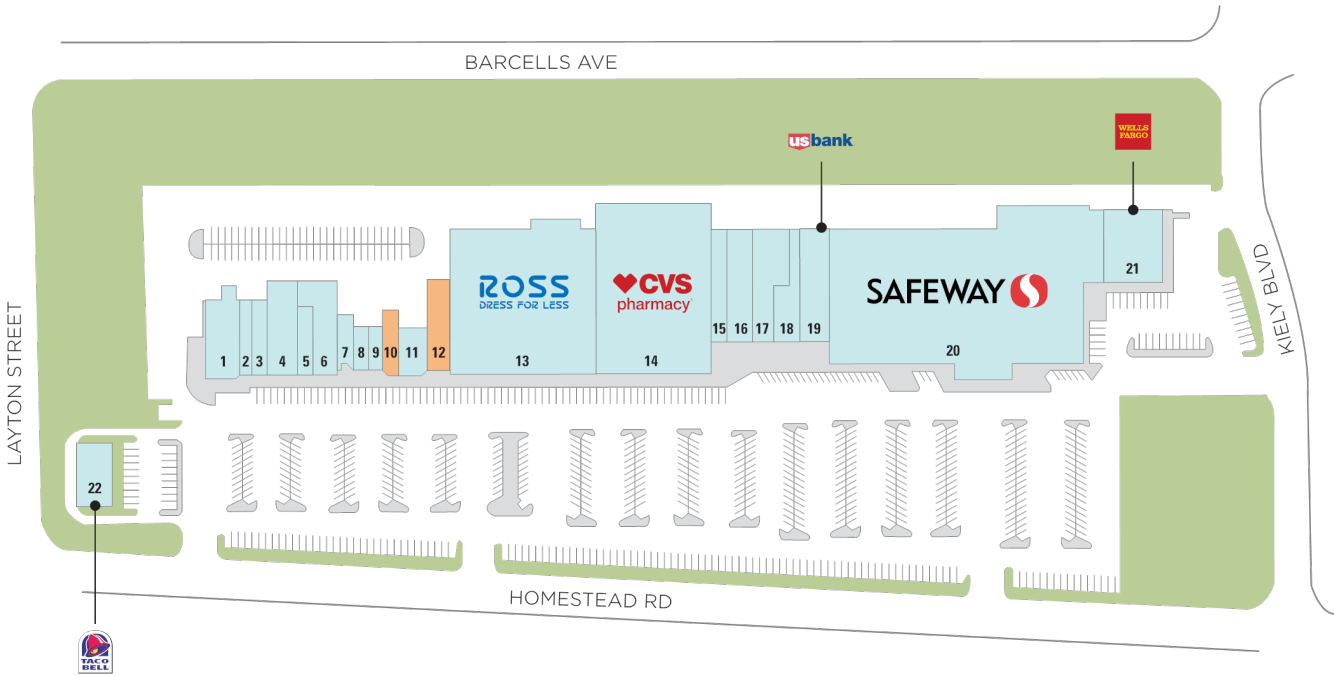 BARCELLS AVE
usbank
WELLS
FARGO
LAYTON STREET
KIELY BLVD
ROSS
DRESS FOR LESS
CVS
pharmacy
SAFEWAY
1
2
3
4
5
6
7
8
9
10
11
12
13
14
15
16
17
18
19
20
21
22
HOMESTEAD RD
TACO
BELL